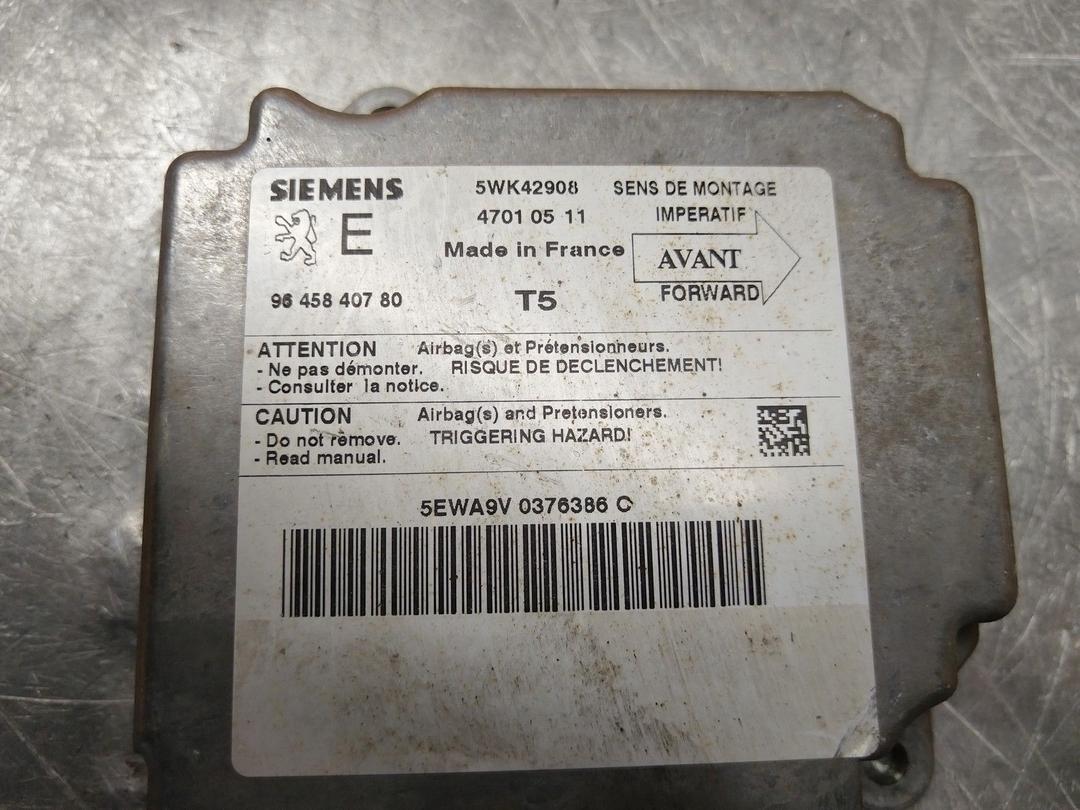 SIEMENS 5WK42908 SENS DE MONTAGE
E 4701 05 11 IMPERATIF
Made in France AVANT
96 458 407 80 T5 FORWARD
ATTENTION Airbag(s) et Prétensionneurs.
- Ne pas démonter. RISQUE DE DECLENCHEMENT!
- Consulter la notice.
CAUTION Airbag(s) and Pretensioners.
- Do not remove. TRIGGERING HAZARD!
- Read manual.
5EWA9V 0376386 C